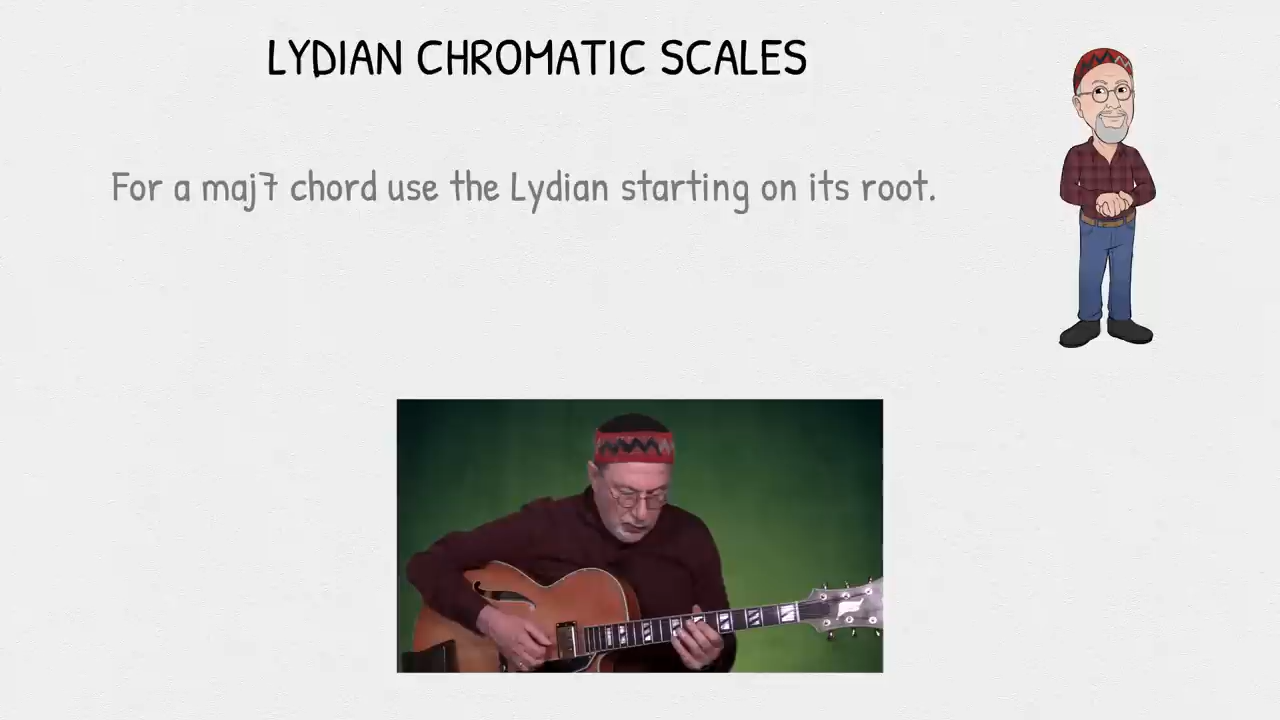 LYDIAN CHROMATIC SCALES
For a maj7 chord use the Lydian starting on its root.